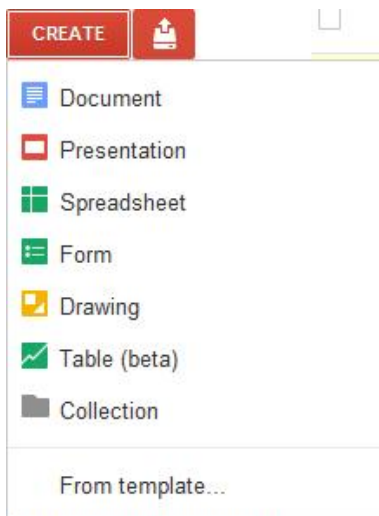 CREATE
Document
Presentation
Spreadsheet
Form
Drawing
Table (beta)
Collection
From template...